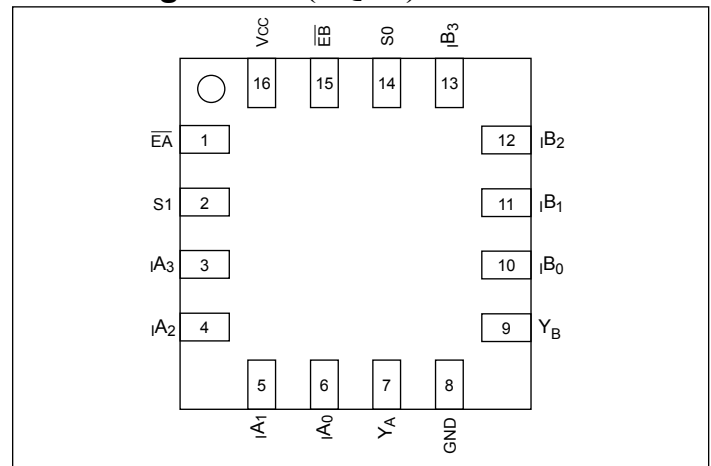 VCC EB S0 IB3
16 15 14 13
EA 1 12 IB2
S1 2 11 IB1
IA3 3 10 IB0
IA2 4 9 YB
5 6 7 8
IA1 IA0 YA GND